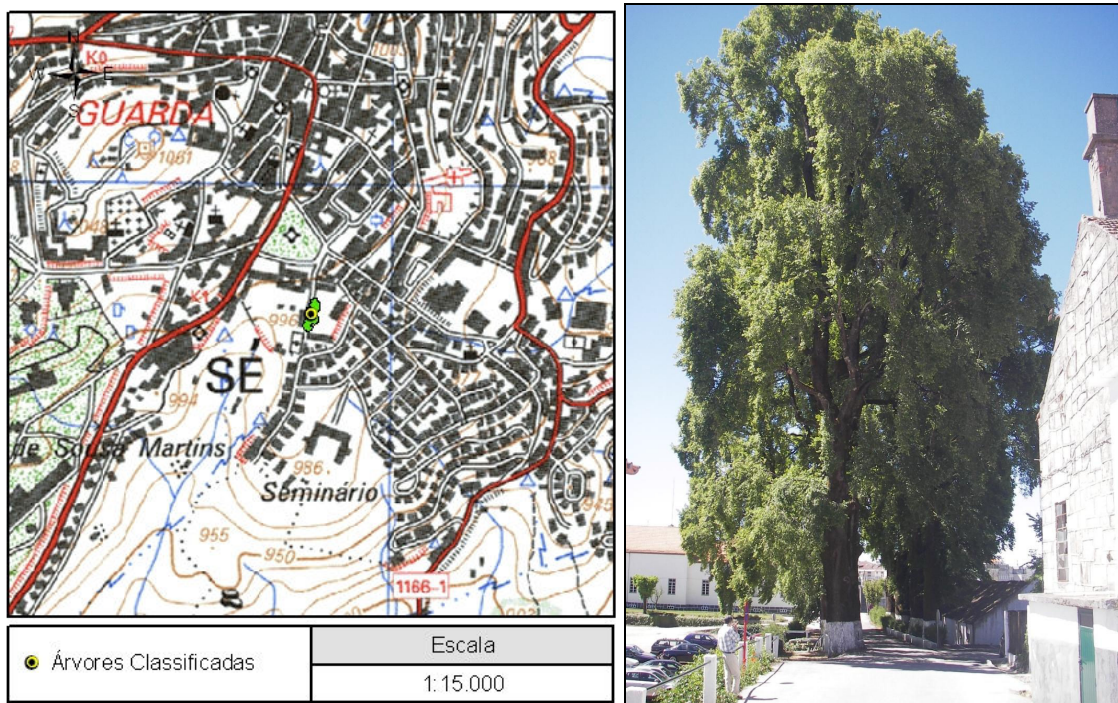 K0
W E
S
GUARDA
1061
996
K1
SÉ
994
de Sousa Martins
986
Seminário
955
950
1166-1
Árvores Classificadas
Escala
1:15.000